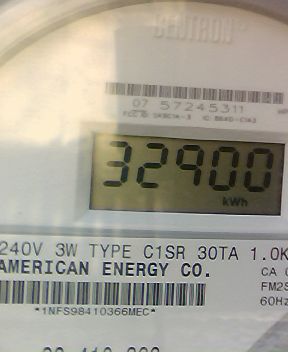 CENTRON®
07 57245311
32900
kWh
240V 3W TYPE C1SR 30TA 1.0K
AMERICAN ENERGY CO.
CA
FM2S
60Hz
*1NFS98410366MEC*